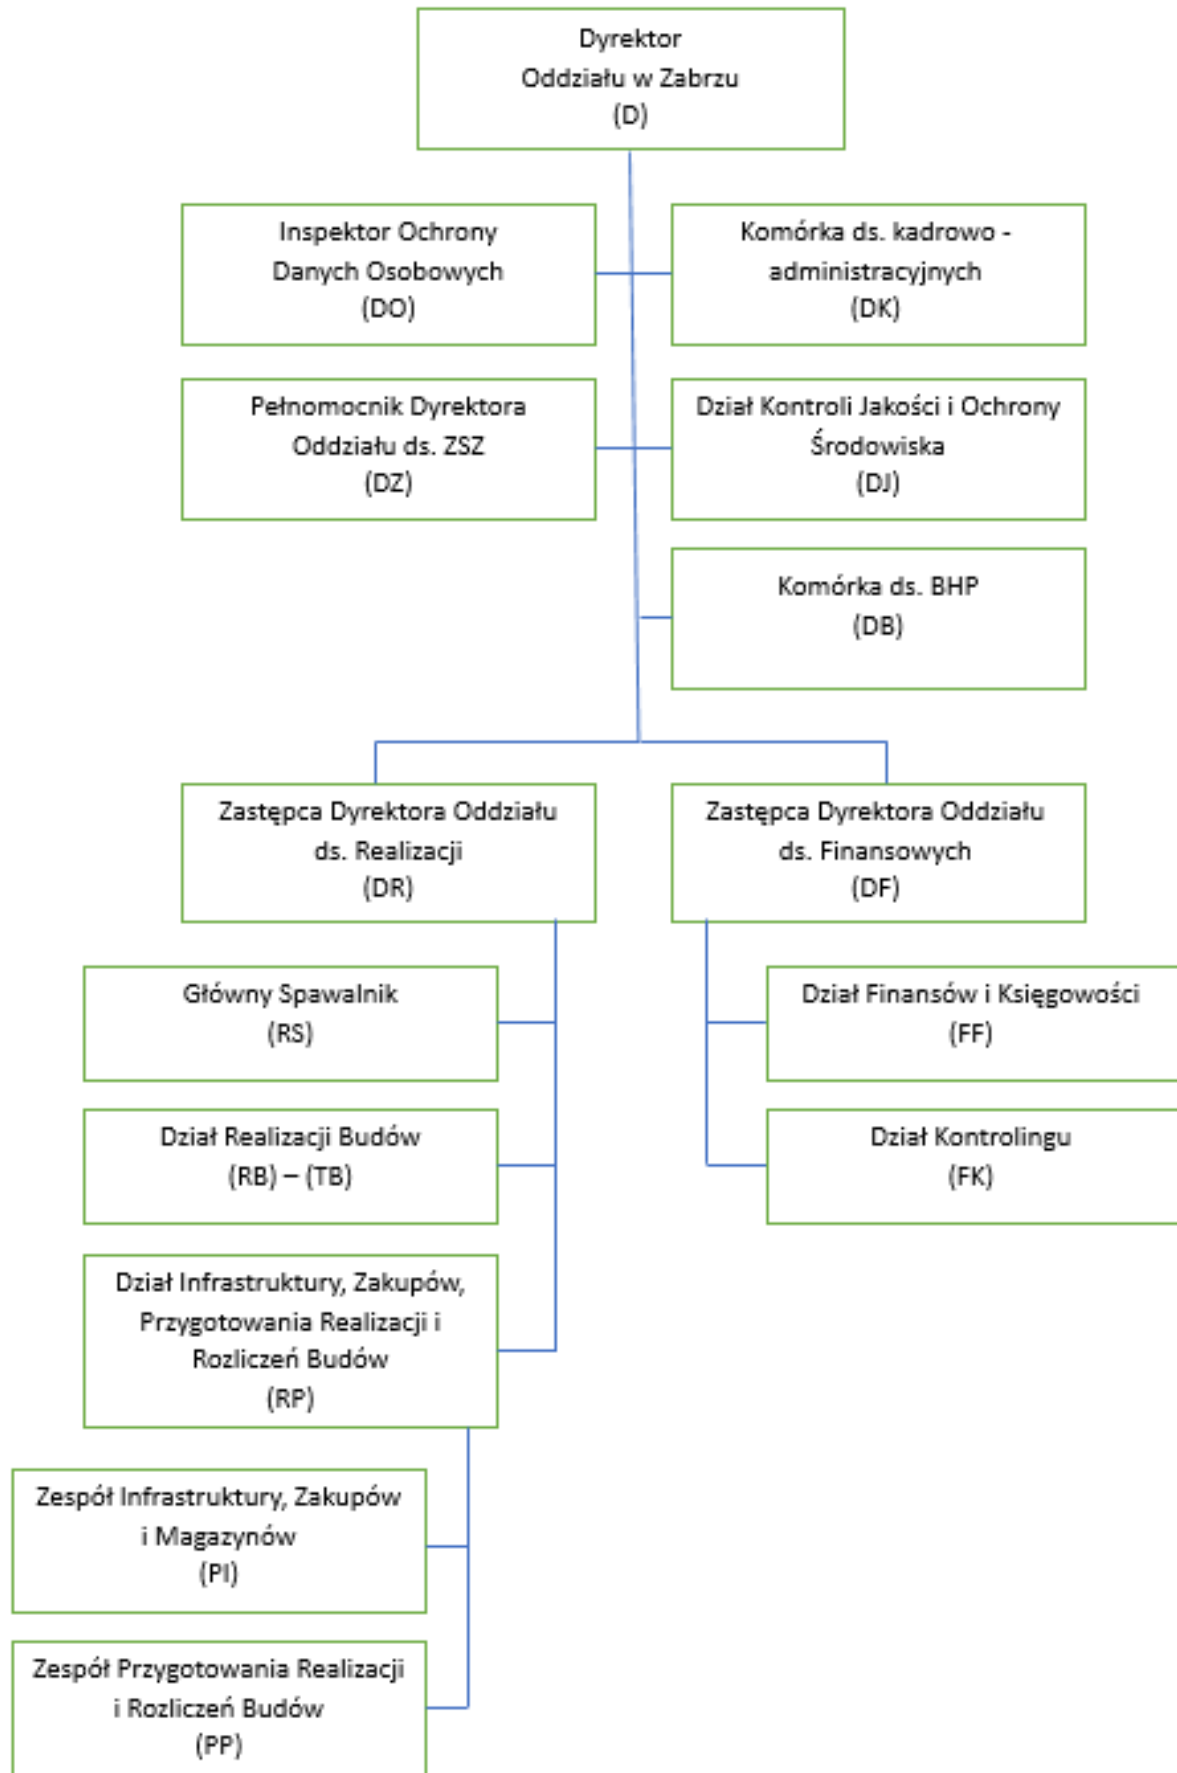 Dyrektor
Oddziału w Zabrzu
(D)
Inspektor Ochrony
Danych Osobowych
(DO)
Komórka ds. kadrowo -
administracyjnych
(DK)
Pełnomocnik Dyrektora
Oddziału ds. ZSZ
(DZ)
Dział Kontroli Jakości i Ochrony
Środowiska
(DJ)
Komórka ds. BHP
(DB)
Zastępca Dyrektora Oddziału
ds. Realizacji
(DR)
Zastępca Dyrektora Oddziału
ds. Finansowych
(DF)
Główny Spawalnik
(RS)
Dział Realizacji Budów
(RB) – (TB)
Dział Infrastruktury, Zakupów,
Przygotowania Realizacji i
Rozliczeń Budów
(RP)
Zespół Infrastruktury, Zakupów
i Magazynów
(PI)
Zespół Przygotowania Realizacji
i Rozliczeń Budów
(PP)
Dział Finansów i Księgowości
(FF)
Dział Kontrolingu
(FK)